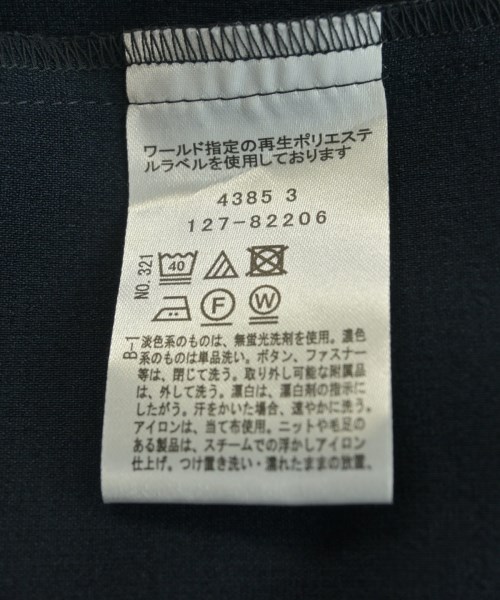 ワールド指定の再生ポリエステ
ルラベルを使用しております
4385 3
127-82206
NO.321
40
F W
B-1
淡色系のものは、無蛍光洗剤を使用。濃色
系のものは単品洗い。ボタン、ファスナー
等は、閉じて洗う。取り外し可能な附属品
は、外して洗う。漂白は、漂白剤の指示に
したがう。汗をかいた場合、速やかに洗う。
アイロンは、当て布使用。ニットや毛足の
ある製品は、スチームでの浮かしアイロン
仕上げ。つけ置き洗い・濡れたままの放置、